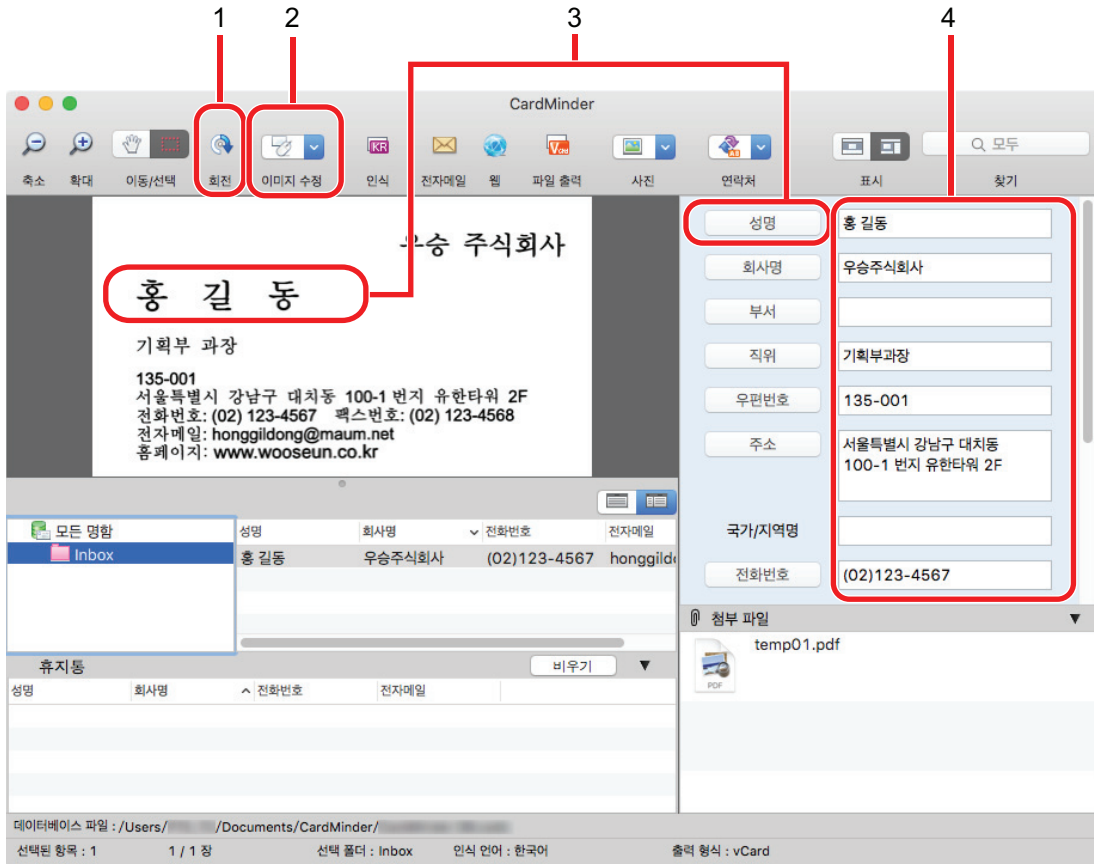 1 2 3 4
CardMinder
축소 확대 이동/선택 회전 이미지 수정 KR 인식 전자메일 웹 파일 출력 사진 연락처 표시 모두 찾기
우승 주식회사
홍 길 동
기획부 과장
135-001
서울특별시 강남구 대치동 100-1 번지 유한타워 2F
전화번호: (02) 123-4567 팩스번호: (02) 123-4568
전자메일: honggildong@maum.net
홈페이지: www.wooseun.co.kr
성명 홍 길동
회사명 우승주식회사
부서
직위 기획부과장
우편번호 135-001
주소 서울특별시 강남구 대치동
100-1 번지 유한타워 2F
국가/지역명
전화번호 (02)123-4567
모든 명함
Inbox
성명 회사명 전화번호 전자메일
홍 길동 우승주식회사 (02)123-4567 honggild
첨부 파일
temp01.pdf
PDF
휴지통 비우기
성명 회사명 전화번호 전자메일
데이터베이스 파일 : /Users/ /Documents/CardMinder/
선택된 항목 : 1 1 / 1 장 선택 폴더 : Inbox 인식 언어 : 한국어 출력 형식 : vCard